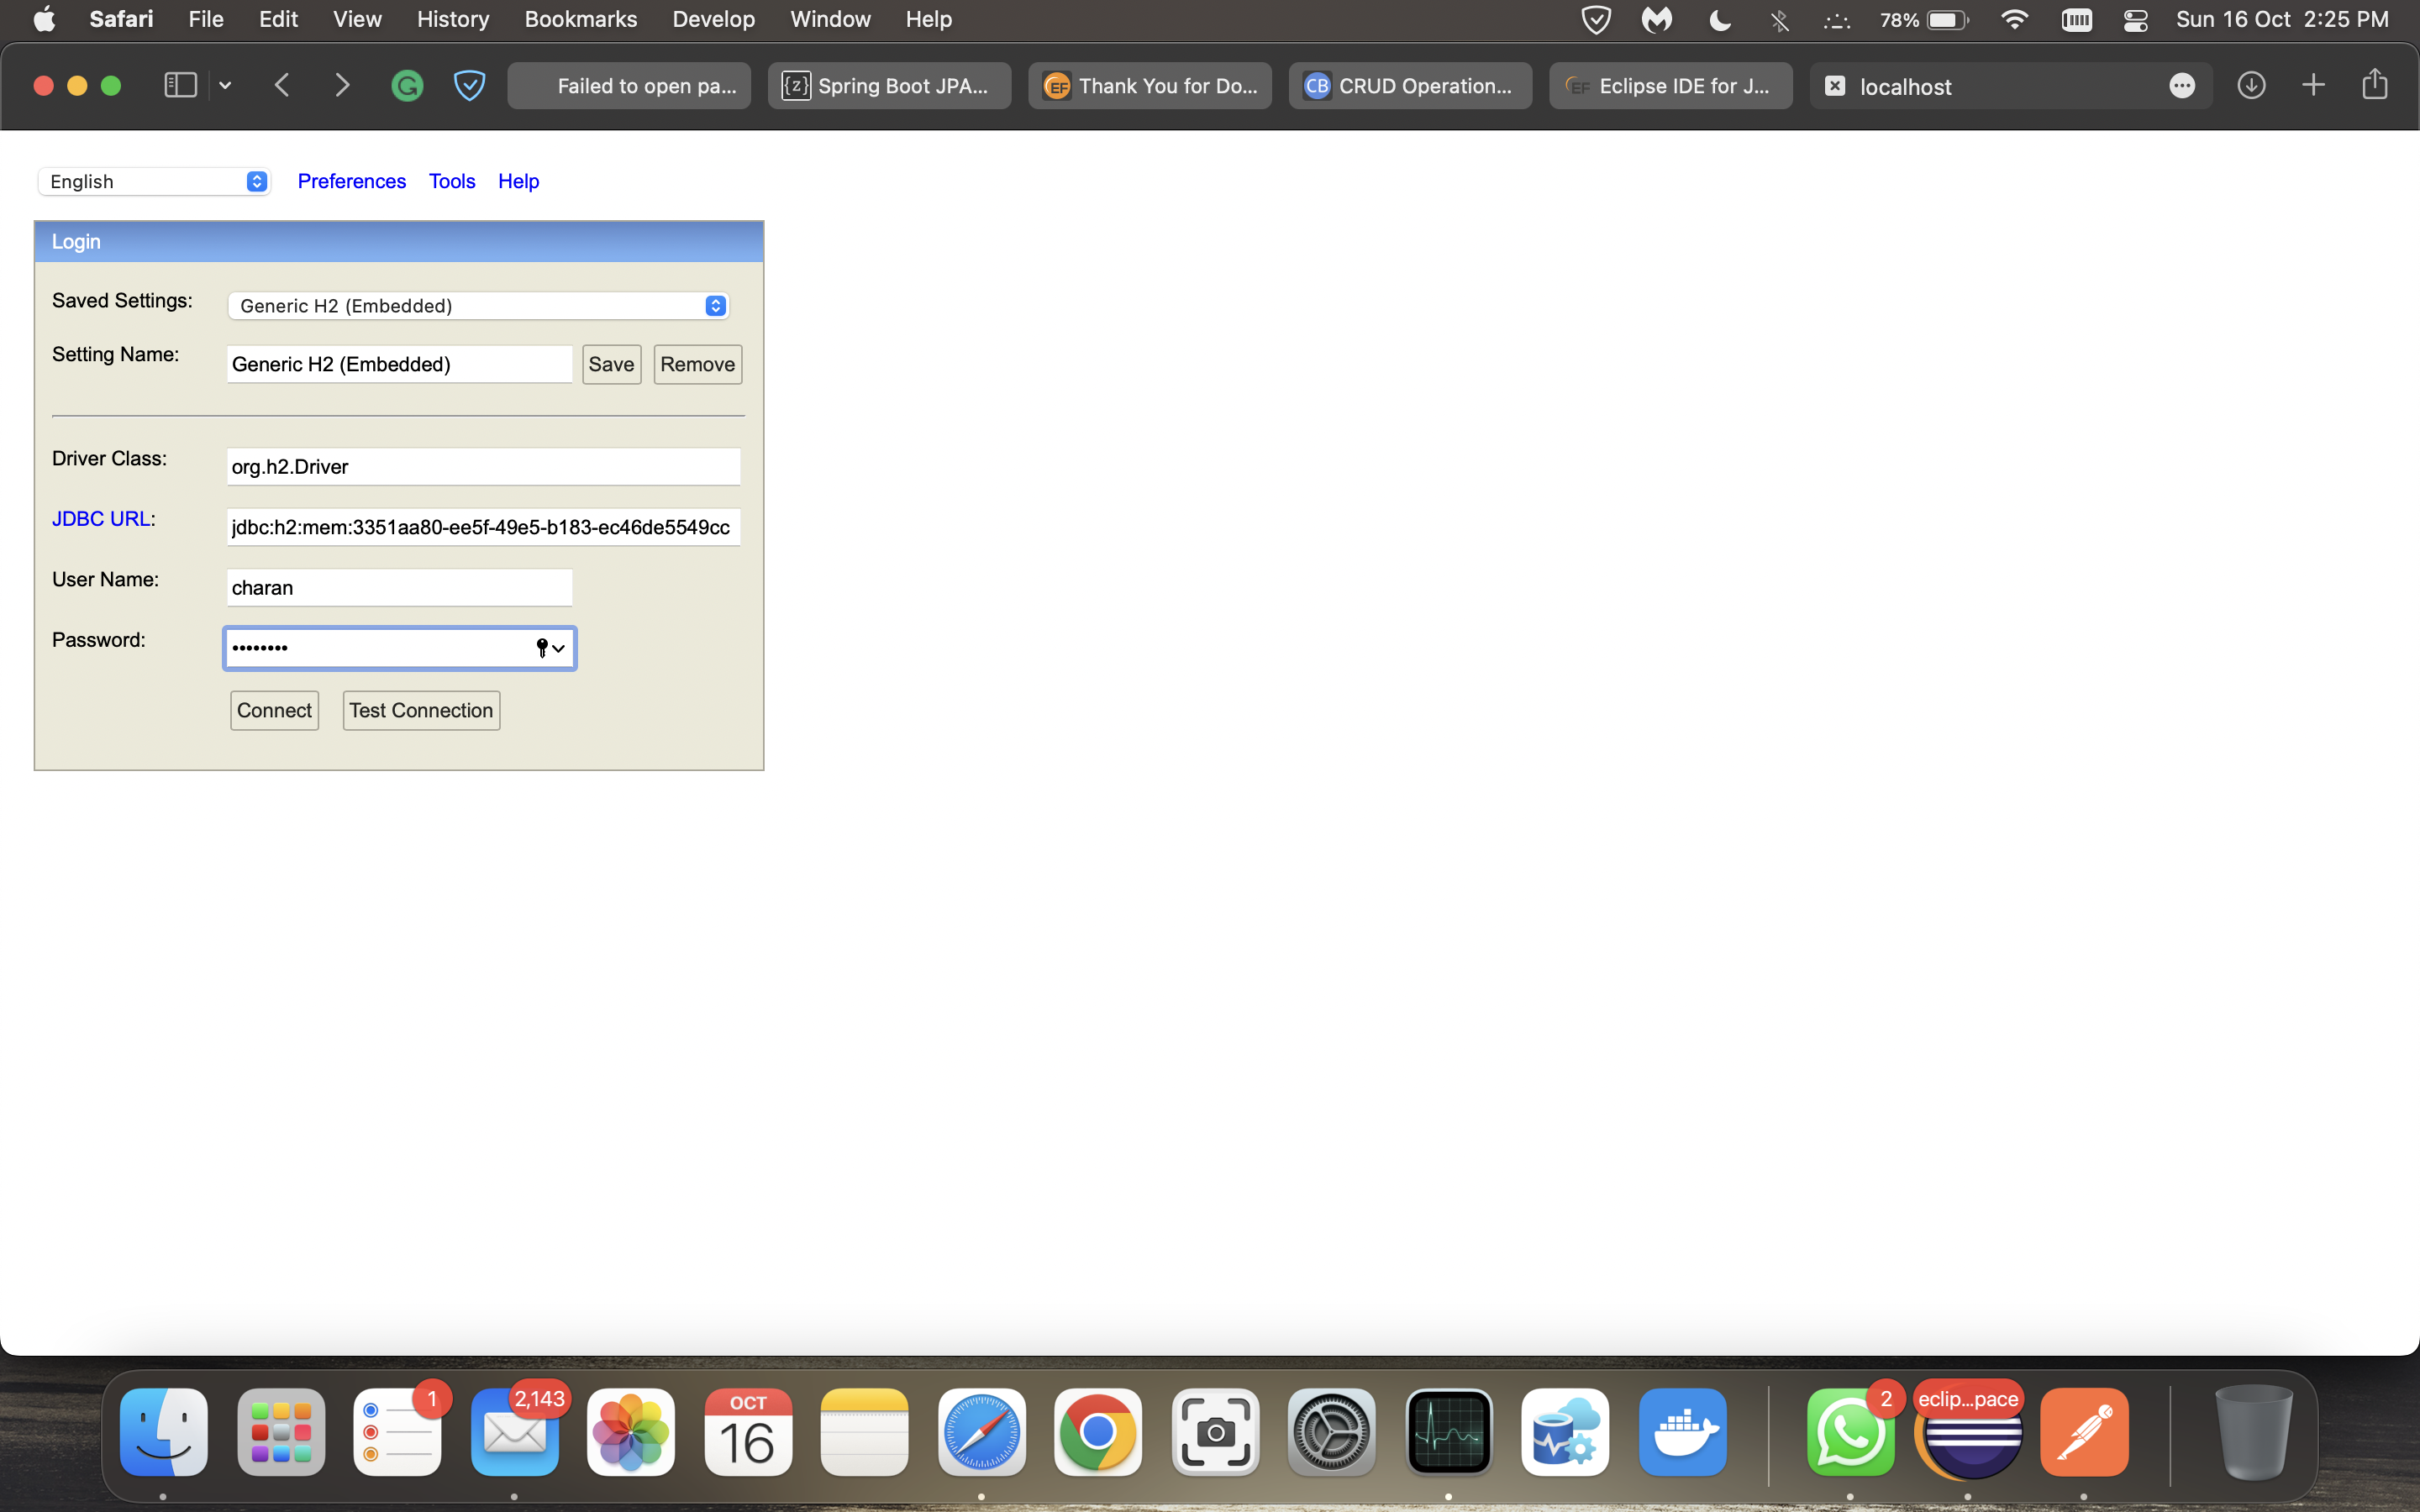 Safari File Edit View History Bookmarks Develop Window Help 78% Sun 16 Oct 2:25 PM
Failed to open pa... {z} Spring Boot JPA... EF Thank You for Do... CB CRUD Operation... EF Eclipse IDE for J... localhost
English Preferences Tools Help
Login
Saved Settings: Generic H2 (Embedded)
Setting Name: Generic H2 (Embedded) Save Remove
Driver Class: org.h2.Driver
JDBC URL: jdbc:h2:mem:3351aa80-ee5f-49e5-b183-ec46de5549cc
User Name: charan
Password: ••••••••
Connect Test Connection
1 2,143 OCT 2 eclip...pace
16